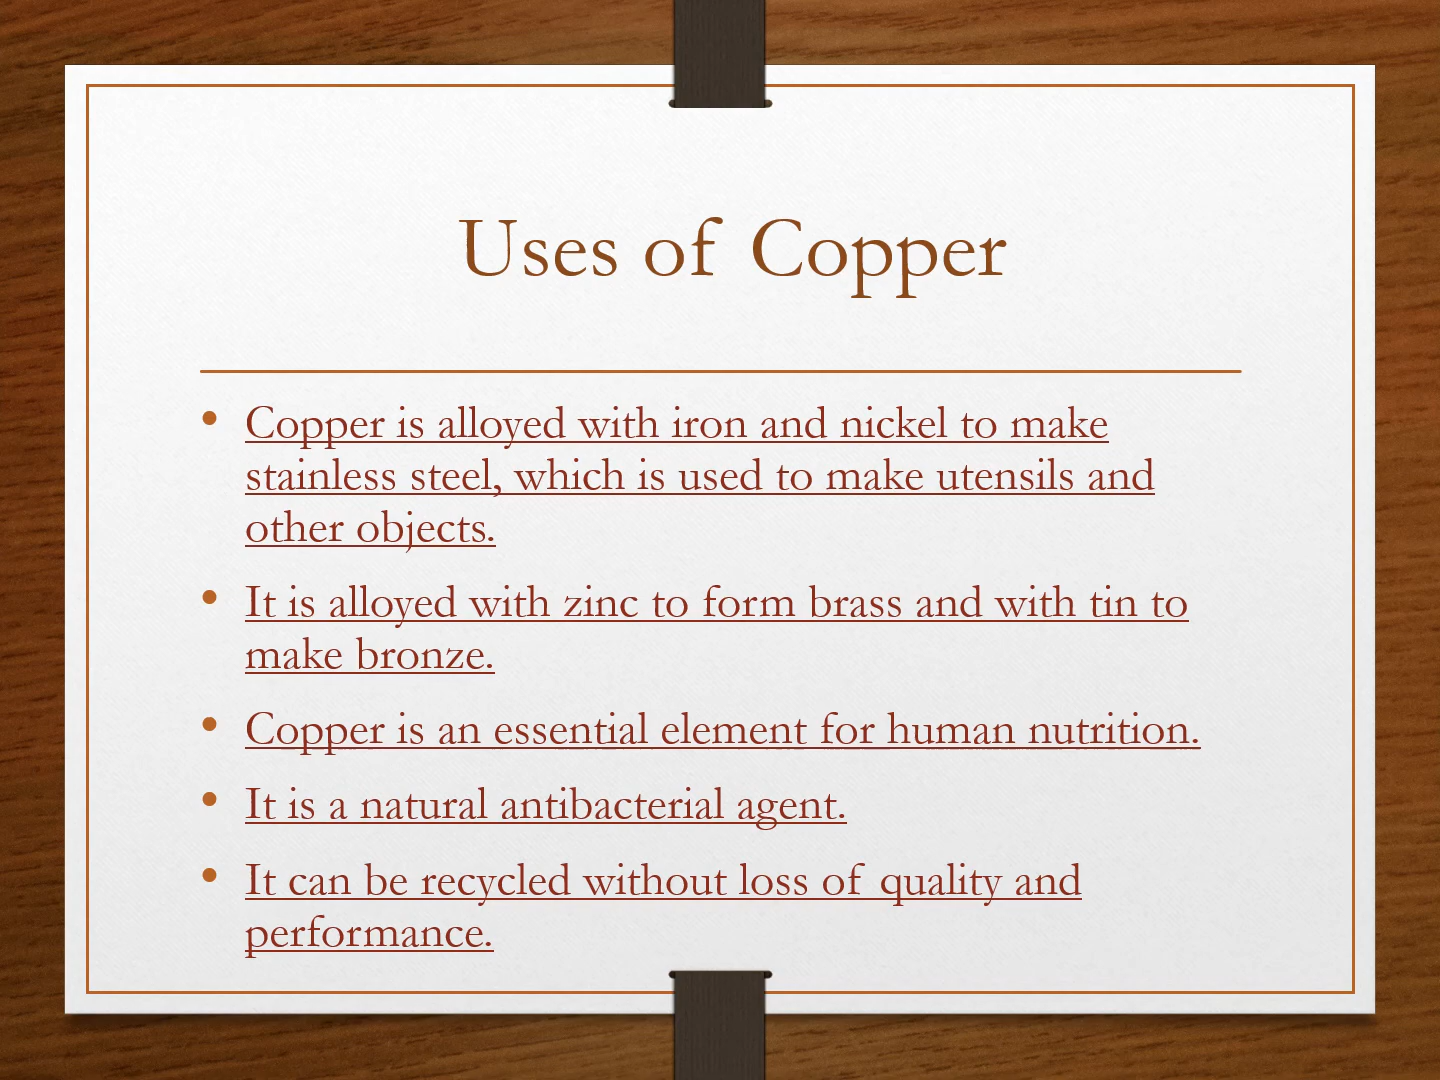 Uses of Copper
• Copper is alloyed with iron and nickel to make
stainless steel, which is used to make utensils and
other objects.
• It is alloyed with zinc to form brass and with tin to
make bronze.
• Copper is an essential element for human nutrition.
• It is a natural antibacterial agent.
• It can be recycled without loss of quality and
performance.